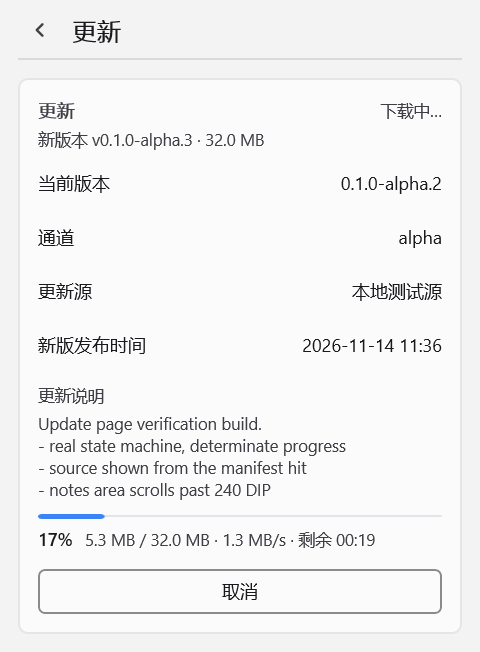 更新
更新 下载中...
新版本 v0.1.0-alpha.3 · 32.0 MB
当前版本 0.1.0-alpha.2
通道 alpha
更新源 本地测试源
新版发布时间 2026-11-14 11:36
更新说明
Update page verification build.
- real state machine, determinate progress
- source shown from the manifest hit
- notes area scrolls past 240 DIP
17% 5.3 MB / 32.0 MB · 1.3 MB/s · 剩余 00:19
取消